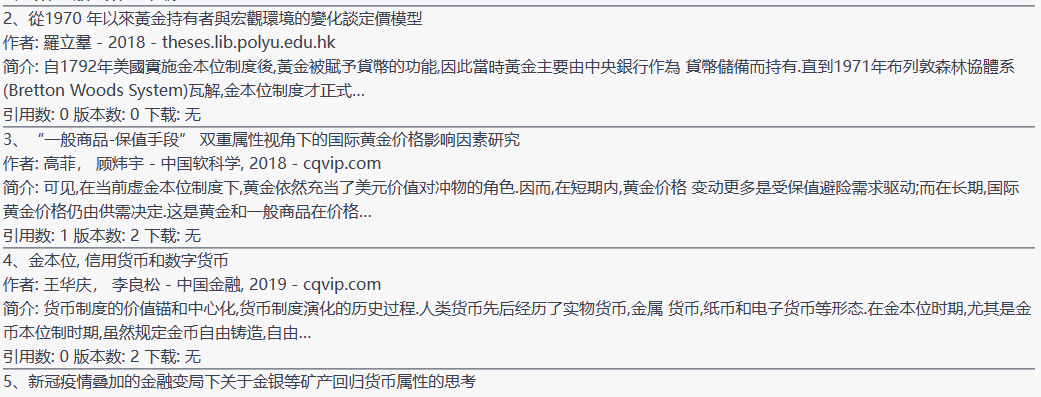 2、從1970 年以來黃金持有者與宏觀環境的變化談定價模型
作者: 羅立羣 - 2018 - theses.lib.polyu.edu.hk
简介: 自1792年美國實施金本位制度後,黃金被賦予貨幣的功能,因此當時黃金主要由中央銀行作為 貨幣儲備而持有.直到1971年布列敦森林協體系
(Bretton Woods System)瓦解,金本位制度才正式...
引用数: 0 版本数: 0 下载: 无
3、“一般商品-保值手段” 双重属性视角下的国际黄金价格影响因素研究
作者: 高菲， 顾炜宇 - 中国软科学, 2018 - cqvip.com
简介: 可见,在当前虚金本位制度下,黄金依然充当了美元价值对冲物的角色.因而,在短期内,黄金价格 变动更多是受保值避险需求驱动;而在长期,国际
黄金价格仍由供需决定.这是黄金和一般商品在价格...
引用数: 1 版本数: 2 下载: 无
4、金本位, 信用货币和数字货币
作者: 王华庆， 李良松 - 中国金融, 2019 - cqvip.com
简介: 货币制度的价值锚和中心化,货币制度演化的历史过程.人类货币先后经历了实物货币,金属 货币,纸币和电子货币等形态.在金本位时期,尤其是金
币本位制时期,虽然规定金币自由铸造,自由...
引用数: 0 版本数: 2 下载: 无
5、新冠疫情叠加的金融变局下关于金银等矿产回归货币属性的思考